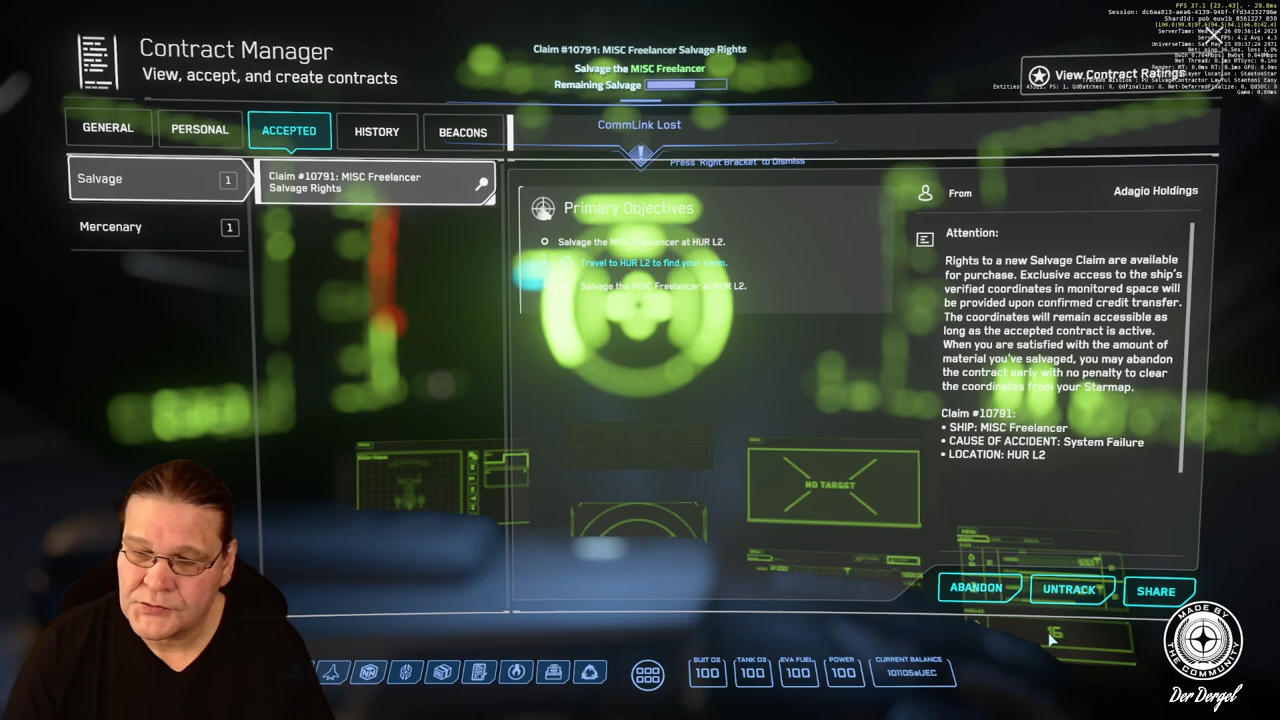 Contract Manager
View, accept, and create contracts
Claim #10791: MISC Freelancer Salvage Rights
Salvage the MISC Freelancer
Remaining Salvage
CommLink Lost
Press 'Right Bracket' to Dismiss
View Contract Ratings
FPS 37.1
GENERAL
PERSONAL
ACCEPTED
HISTORY
BEACONS
Salvage
1
Mercenary
1
Claim #10791: MISC Freelancer
Salvage Rights
Primary Objectives
Salvage the MISC Freelancer at HUR L2.
Travel to HUR L2 to find your claim.
Salvage the MISC Freelancer at HUR L2.
From
Adagio Holdings
Attention:
Rights to a new Salvage Claim are available
for purchase. Exclusive access to the ship's
verified coordinates in monitored space will
be provided upon confirmed credit transfer.
The coordinates will remain accessible as
long as the accepted contract is active.
When you are satisfied with the amount of
material you've salvaged, you may abandon
the contract early with no penalty to clear
the coordinates from your Starmap.
Claim #10791:
• SHIP: MISC Freelancer
• CAUSE OF ACCIDENT: System Failure
• LOCATION: HUR L2
NO TARGET
ABANDON
UNTRACK
SHARE
SUIT O2
100
TANK O2
100
EVA FUEL
100
POWER
100
CURRENT BALANCE
MADE BY
THE COMMUNITY
Der Dergel